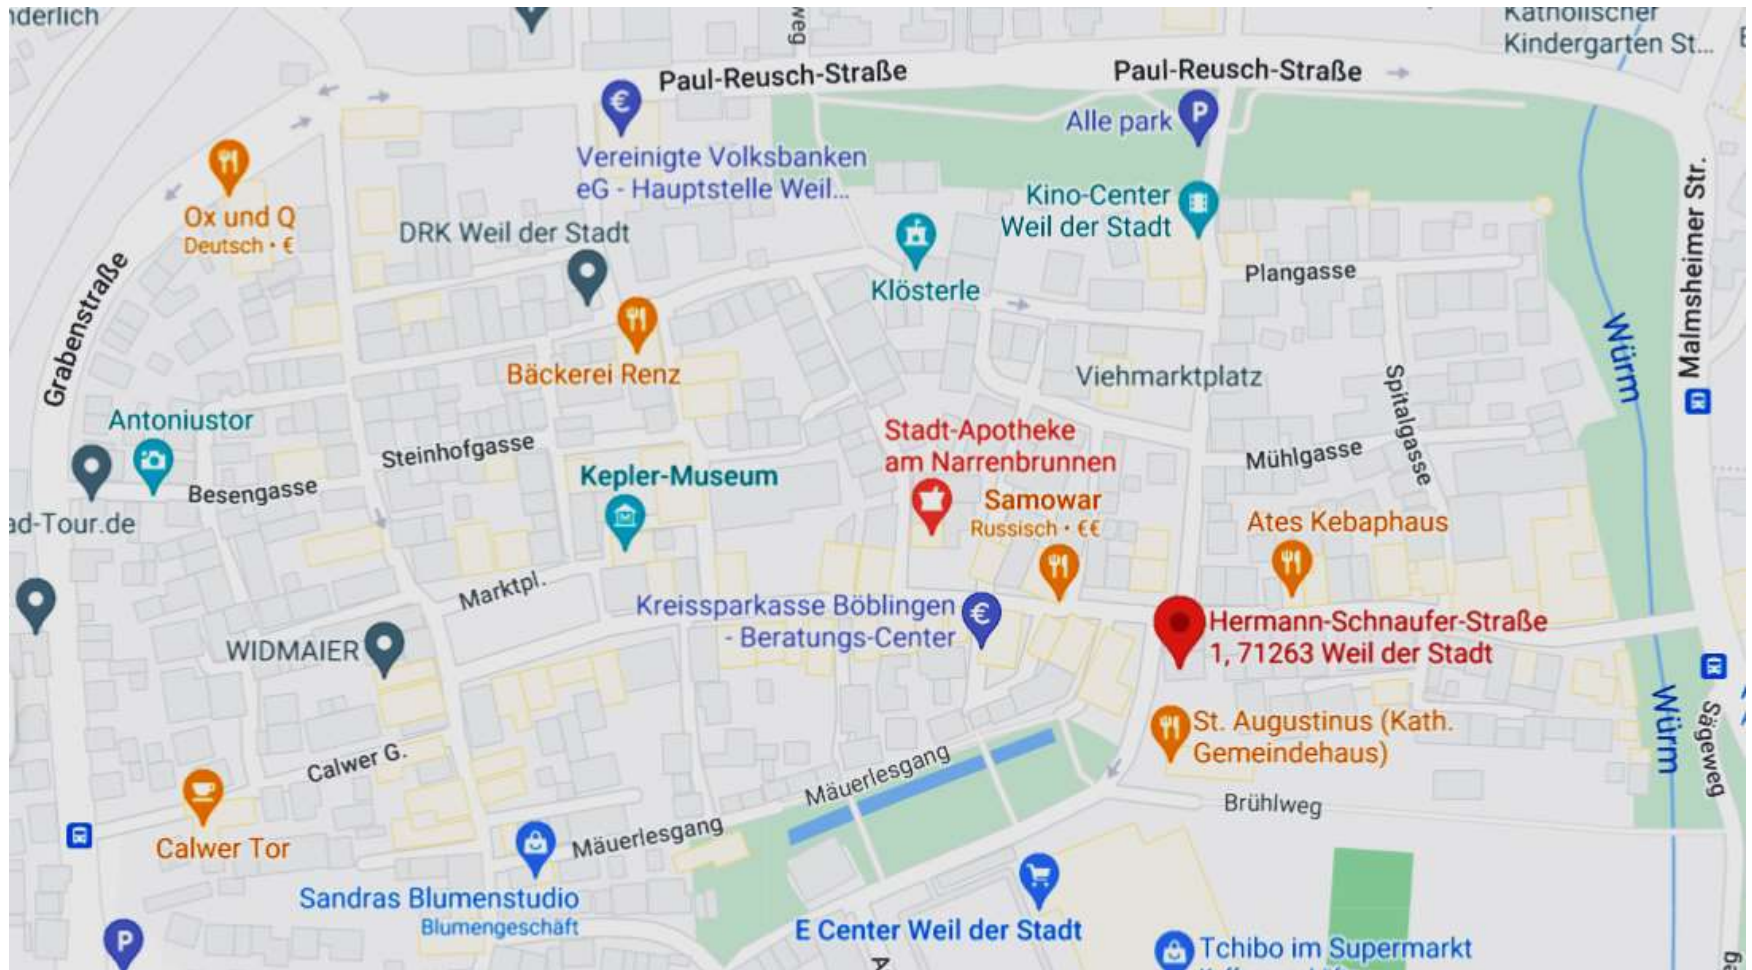 nderlich
weg
Katholischer
Kindergarten St...
Paul-Reusch-Straße
Paul-Reusch-Straße
Alle park
Vereinigte Volksbanken
eG - Hauptstelle Weil...
Ox und Q
Deutsch · €
DRK Weil der Stadt
Kino-Center
Weil der Stadt
Malmsheimer Str.
Grabenstraße
Klösterle
Plangasse
Würm
Bäckerei Renz
Viehmarktplatz
Spitalgasse
Antoniustor
Steinhofgasse
Stadt-Apotheke
am Narrenbrunnen
Mühlgasse
Besengasse
Kepler-Museum
Samowar
Russisch · €€
Ates Kebaphaus
ad-Tour.de
Marktpl.
Kreissparkasse Böblingen
- Beratungs-Center
Hermann-Schnaufer-Straße
1, 71263 Weil der Stadt
WIDMAIER
St. Augustinus (Kath.
Gemeindehaus)
Würm
Sägeweg
Calwer G.
Mäuerlesgang
Brühlweg
Calwer Tor
Mäuerlesgang
Sandras Blumenstudio
Blumengeschäft
E Center Weil der Stadt
P
Tchibo im Supermarkt